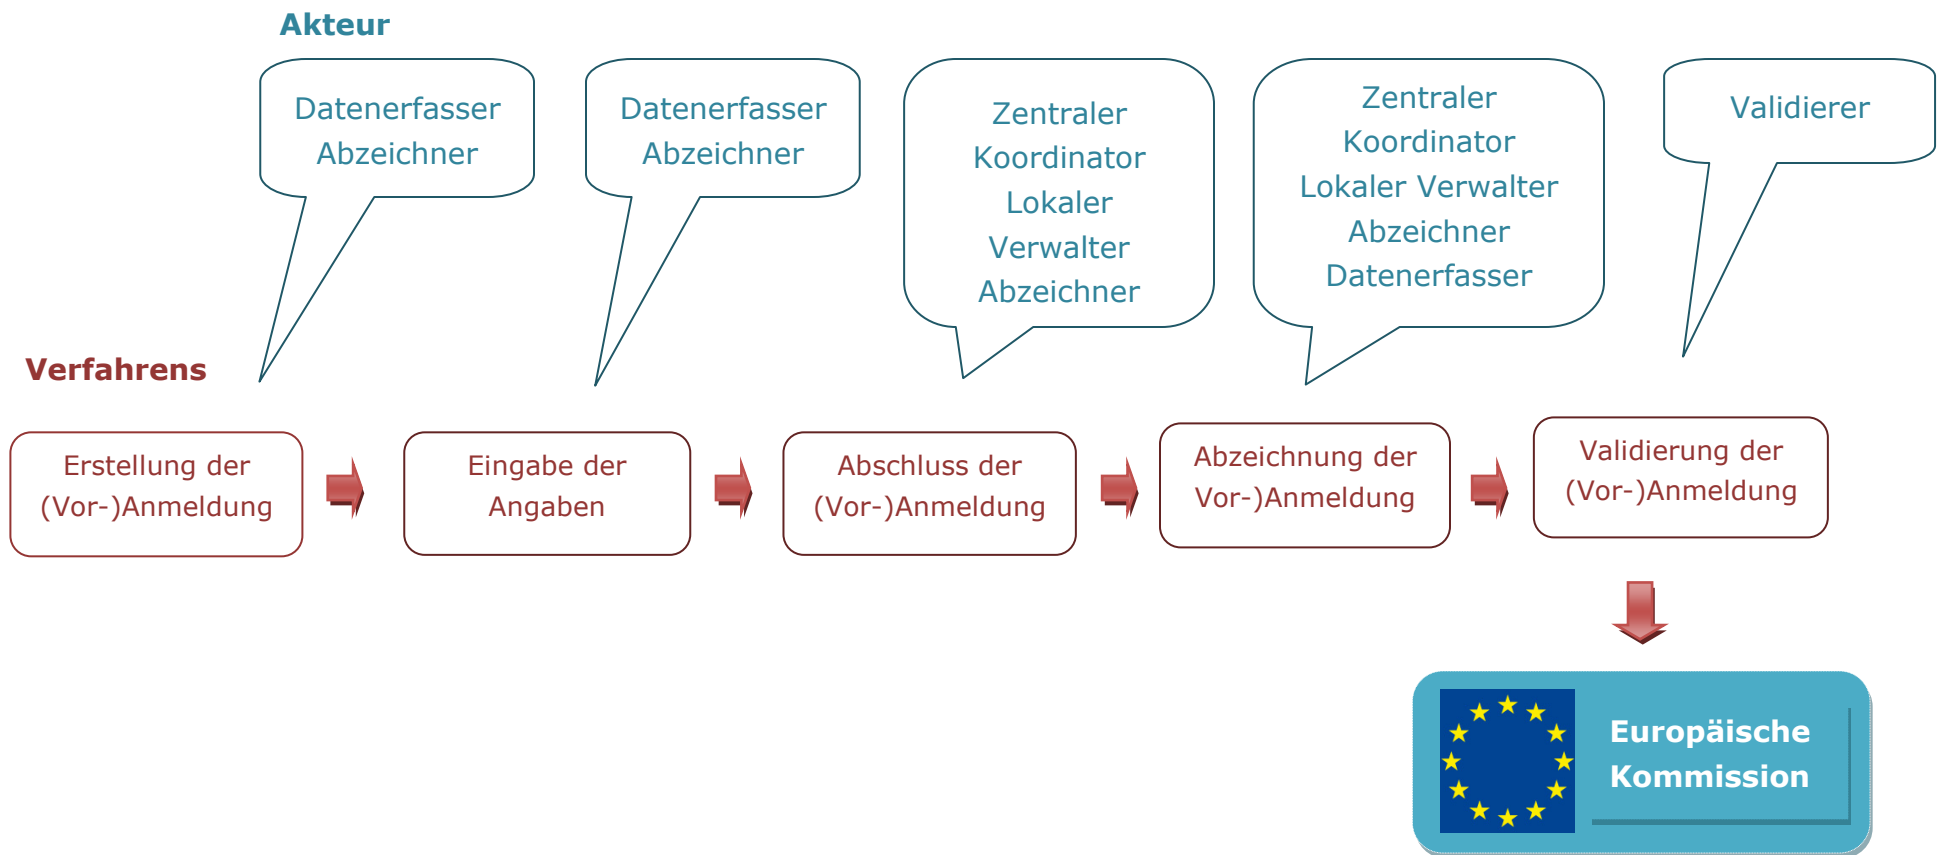 Akteur
Datenerfasser
Abzeichner
Datenerfasser
Abzeichner
Zentraler
Koordinator
Lokaler
Verwalter
Abzeichner
Zentraler
Koordinator
Lokaler Verwalter
Abzeichner
Datenerfasser
Validierer
Verfahrens
Erstellung der
(Vor-)Anmeldung
Eingabe der
Angaben
Abschluss der
(Vor-)Anmeldung
Abzeichnung der
Vor-)Anmeldung
Validierung der
(Vor-)Anmeldung
Europäische
Kommission